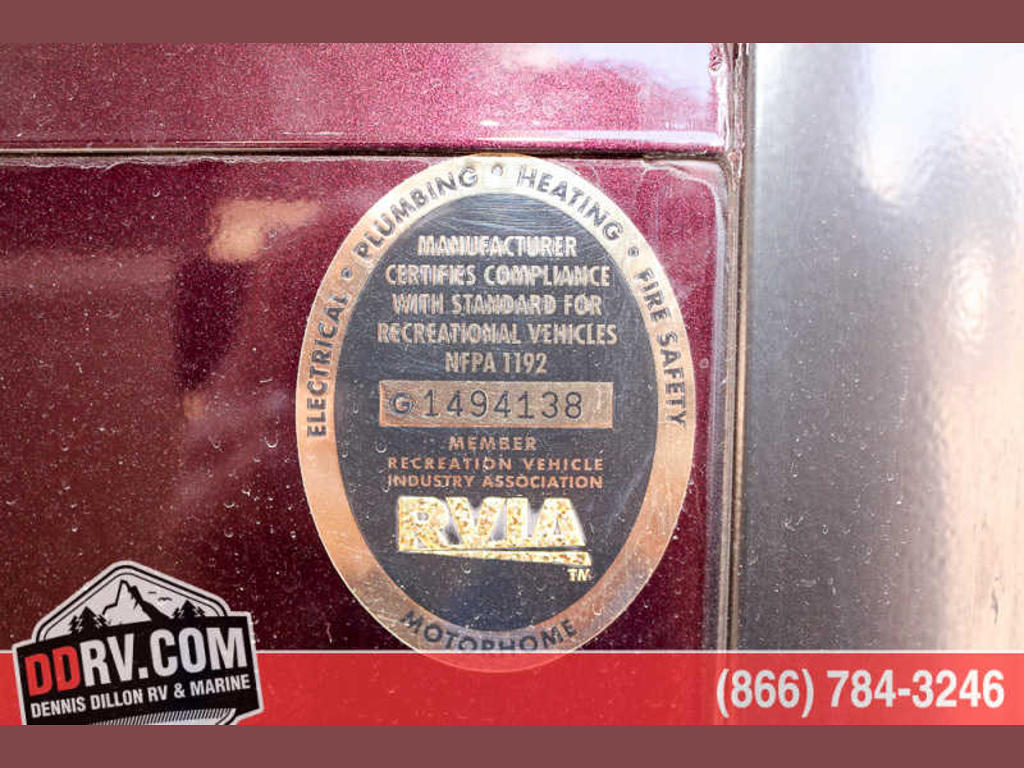 ELECTRICAL • PLUMBING • HEATING • FIRE SAFETY
MANUFACTURER
CERTIFIES COMPLIANCE
WITH STANDARD FOR
RECREATIONAL VEHICLES
NFPA 1192
G 1494138
MEMBER
RECREATION VEHICLE
INDUSTRY ASSOCIATION
RVIA
TM
MOTORHOME
DDRV.COM
DENNIS DILLON RV & MARINE
(866) 784-3246